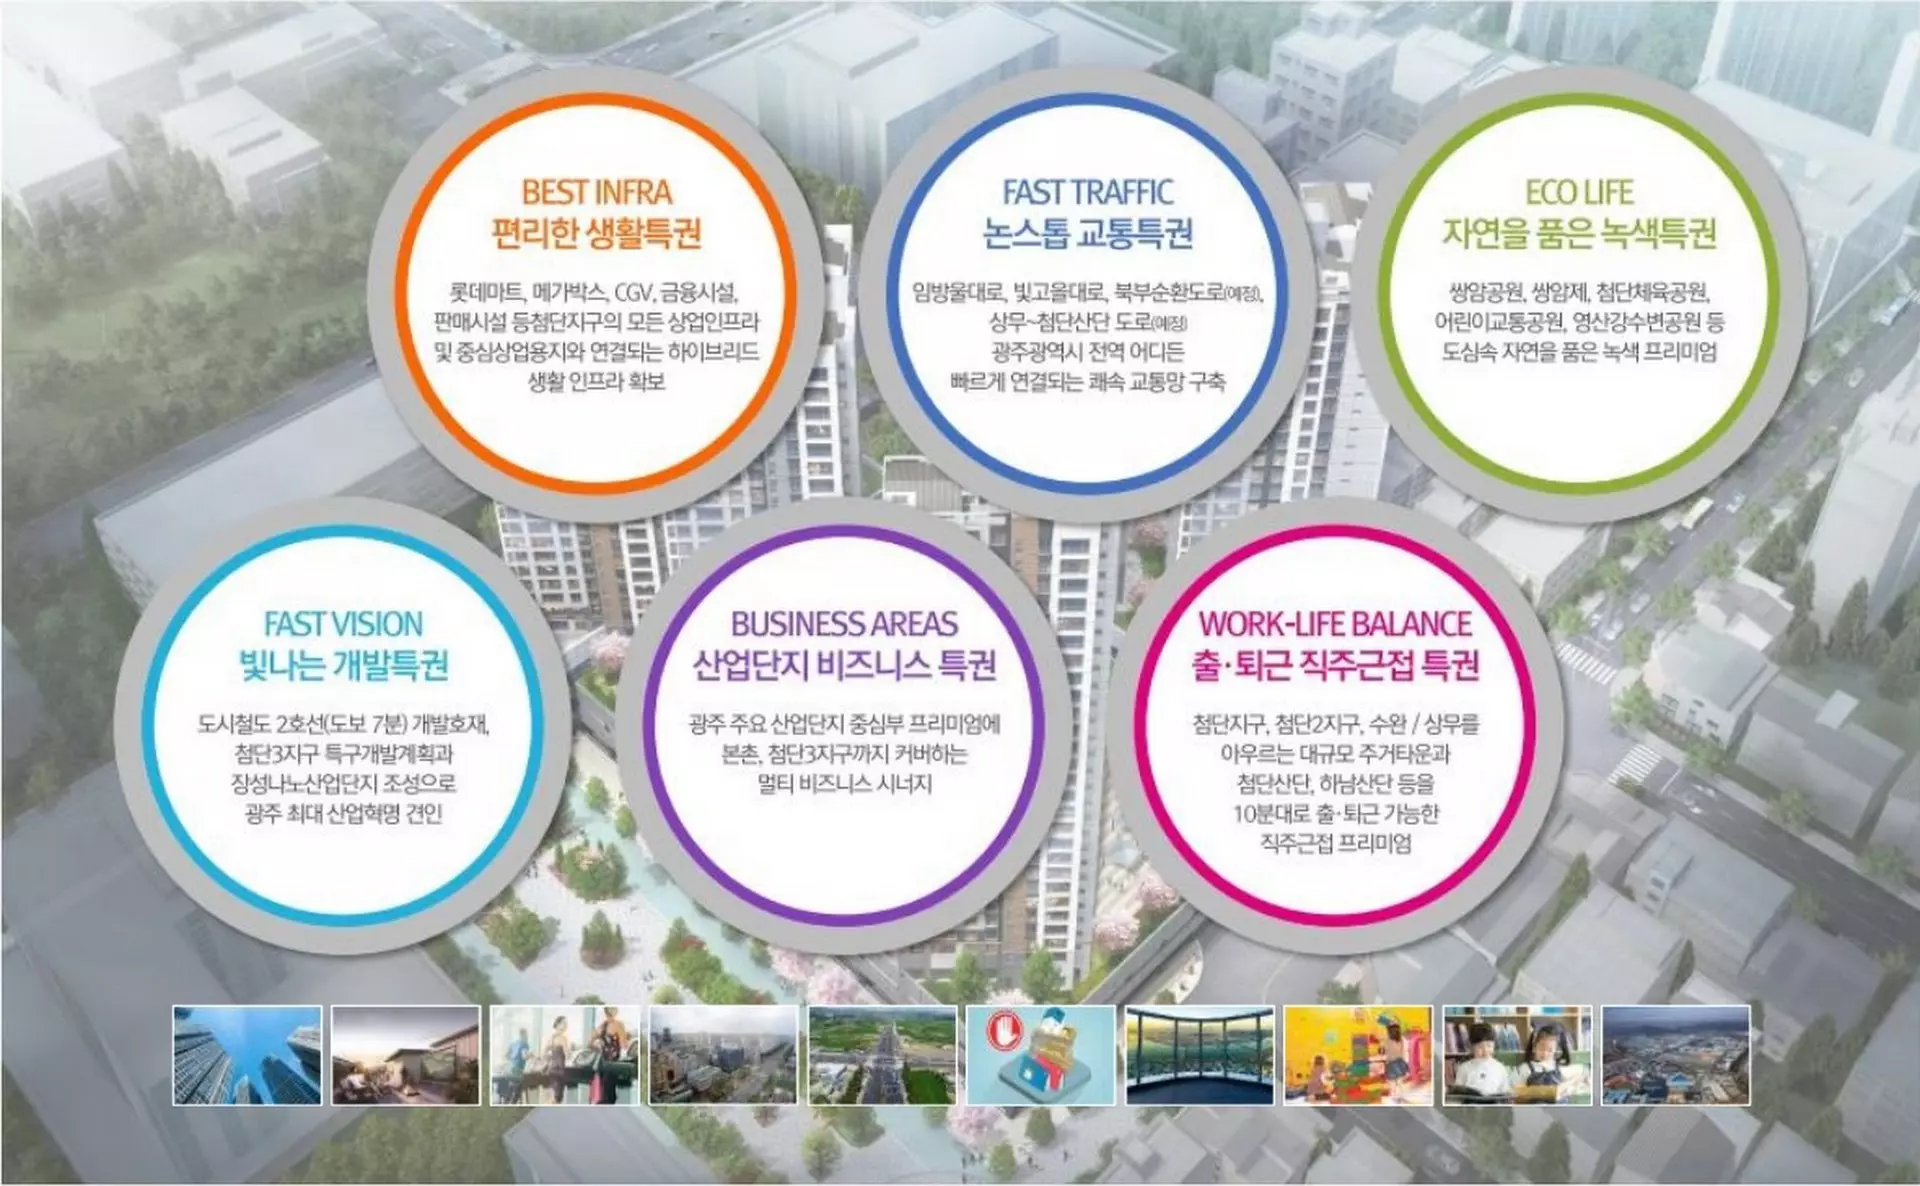 BEST INFRA
편리한 생활특권
롯데마트, 메가박스, CGV, 금융시설,
판매시설 등첨단지구의 모든 상업인프라
및 중심상업용지와 연결되는 하이브리드
생활 인프라 확보
FAST TRAFFIC
논스톱 교통특권
임방울대로, 빛고을대로, 북부순환도로(예정),
상무~첨단산단 도로(예정)
광주광역시 전역 어디든
빠르게 연결되는 쾌속 교통망 구축
ECO LIFE
자연을 품은 녹색특권
쌍암공원, 쌍암제, 첨단체육공원,
어린이교통공원, 영산강수변공원 등
도심속 자연을 품은 녹색 프리미엄
FAST VISION
빛나는 개발특권
도시철도 2호선(도보 7분) 개발호재,
첨단3지구 특구개발계획과
장성나노산업단지 조성으로
광주 최대 산업혁명 견인
BUSINESS AREAS
산업단지 비즈니스 특권
광주 주요 산업단지 중심부 프리미엄에
본촌, 첨단3지구까지 커버하는
멀티 비즈니스 시너지
WORK-LIFE BALANCE
출·퇴근 직주근접 특권
첨단지구, 첨단2지구, 수완 / 상무를
아우르는 대규모 주거타운과
첨단산단, 하남산단 등을
10분대로 출·퇴근 가능한
직주근접 프리미엄